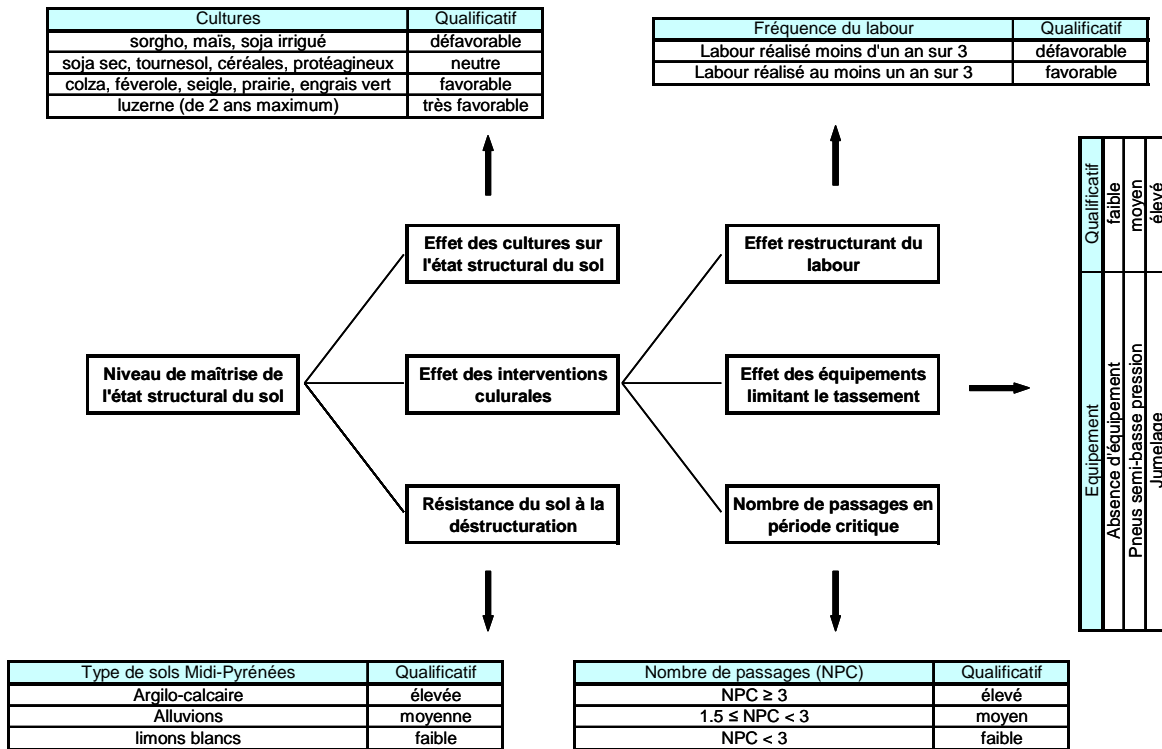 Cultures Qualificatif
sorgho, maïs, soja irrigué défavorable
soja sec, tournesol, céréales, protéagineux neutre
colza, féverole, seigle, prairie, engrais vert favorable
luzerne (de 2 ans maximum) très favorable
Fréquence du labour Qualificatif
Labour réalisé moins d'un an sur 3 défavorable
Labour réalisé au moins un an sur 3 favorable
Effet des cultures sur
l'état structural du sol
Effet restructurant du
labour
Niveau de maîtrise de
l'état structural du sol
Effet des interventions
culurales
Effet des équipements
limitant le tassement
Equipement Qualificatif
Absence d'équipement faible
Pneus semi-basse pression moyen
Jumelage élevé
Résistance du sol à la
déstructuration
Nombre de passages en
période critique
Type de sols Midi-Pyrénées Qualificatif
Argilo-calcaire élevée
Alluvions moyenne
limons blancs faible
Nombre de passages (NPC) Qualificatif
NPC ≥ 3 élevé
1.5 ≤ NPC < 3 moyen
NPC < 3 faible